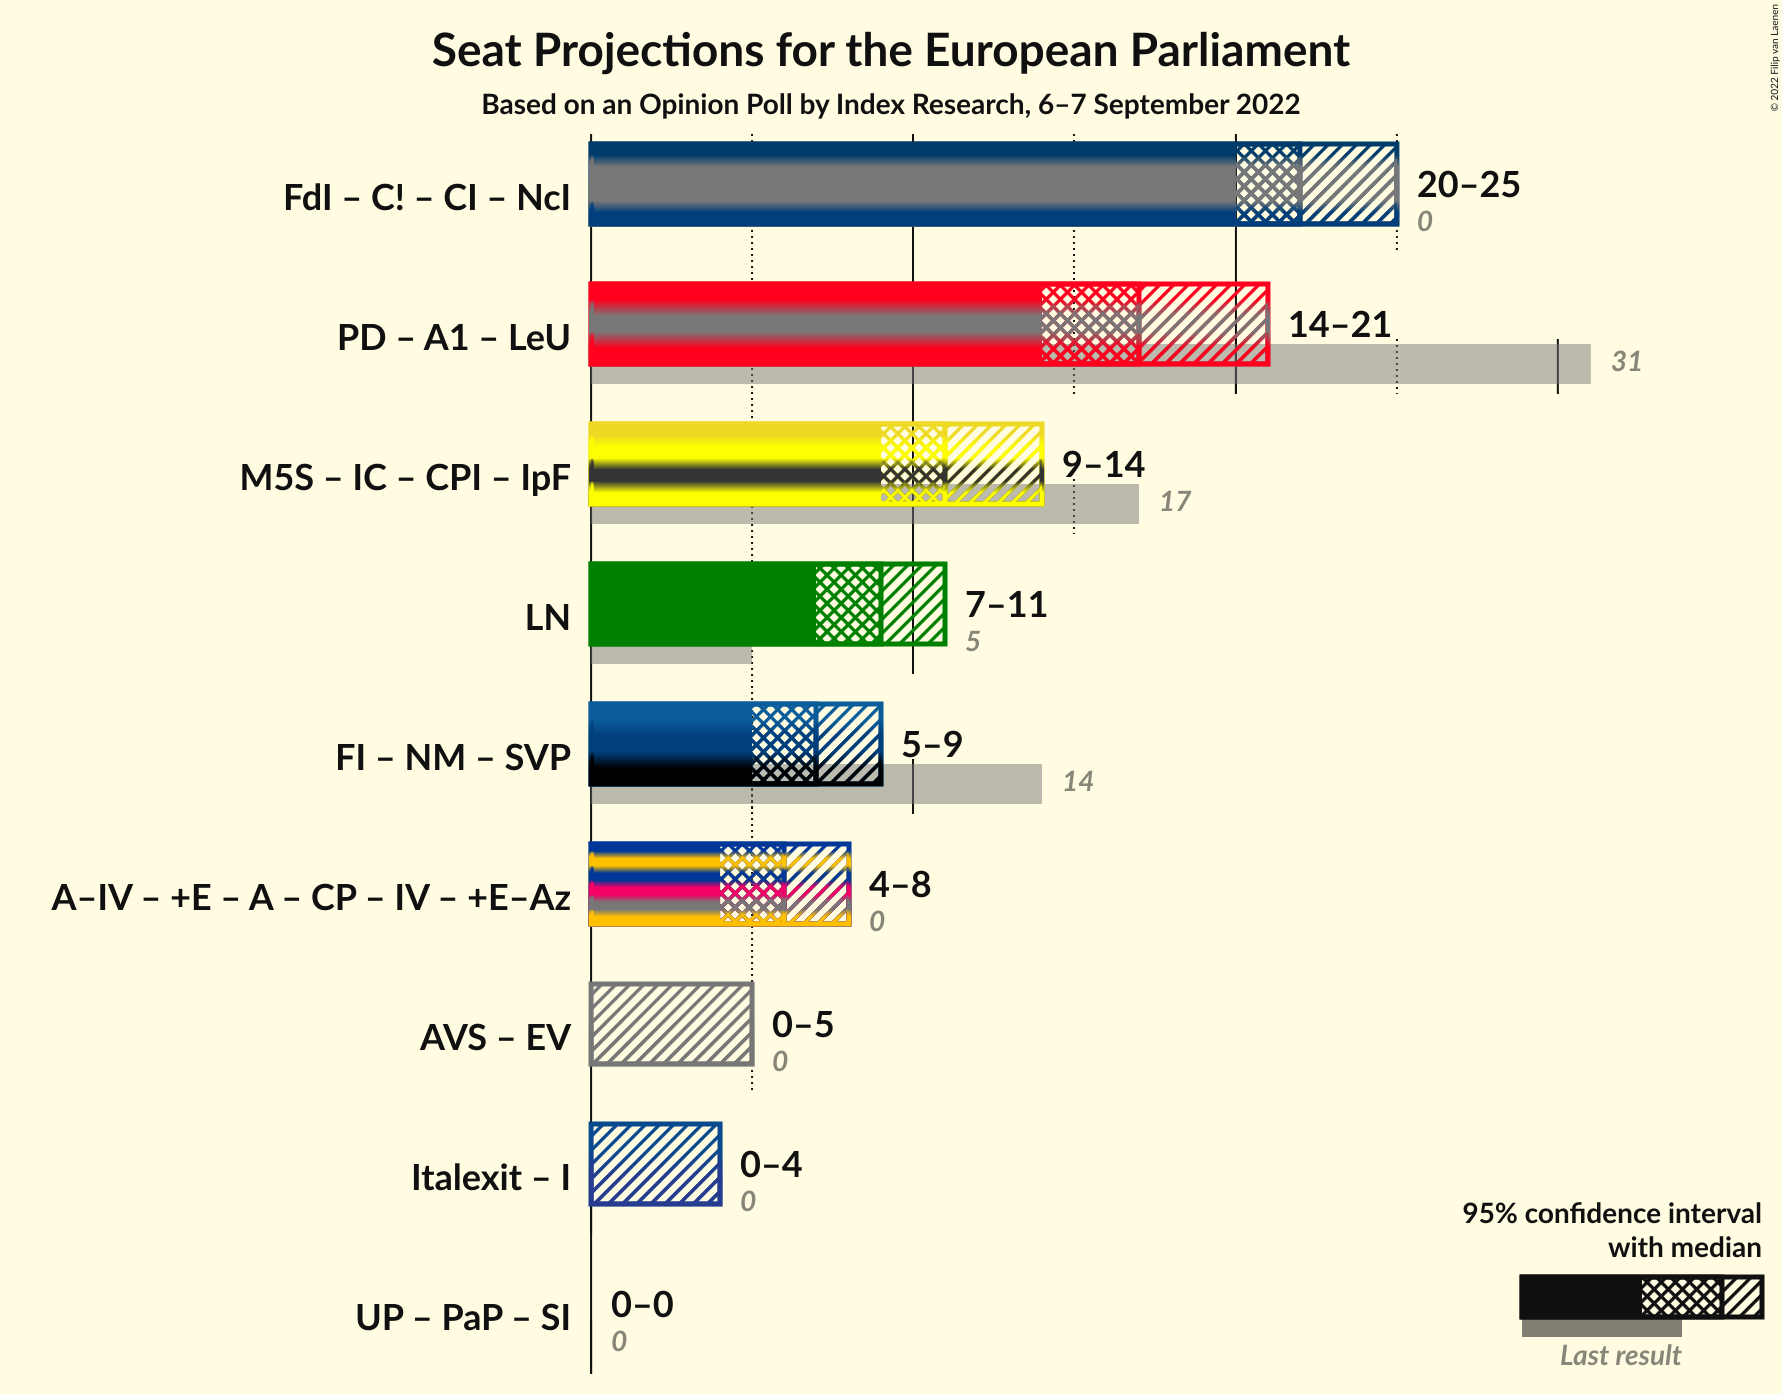 Seat Projections for the European Parliament
Based on an Opinion Poll by Index Research, 6–7 September 2022
© 2022 Filip van Laenen
FdI – C! – CI – NcI
20–25
0
PD – A1 – LeU
14–21
31
M5S – IC – CPI – IpF
9–14
17
LN
7–11
5
FI – NM – SVP
5–9
14
A–IV – +E – A – CP – IV – +E–Az
4–8
0
AVS – EV
0–5
0
Italexit – I
0–4
0
UP – PaP – SI
0–0
0
95% confidence interval
with median
Last result